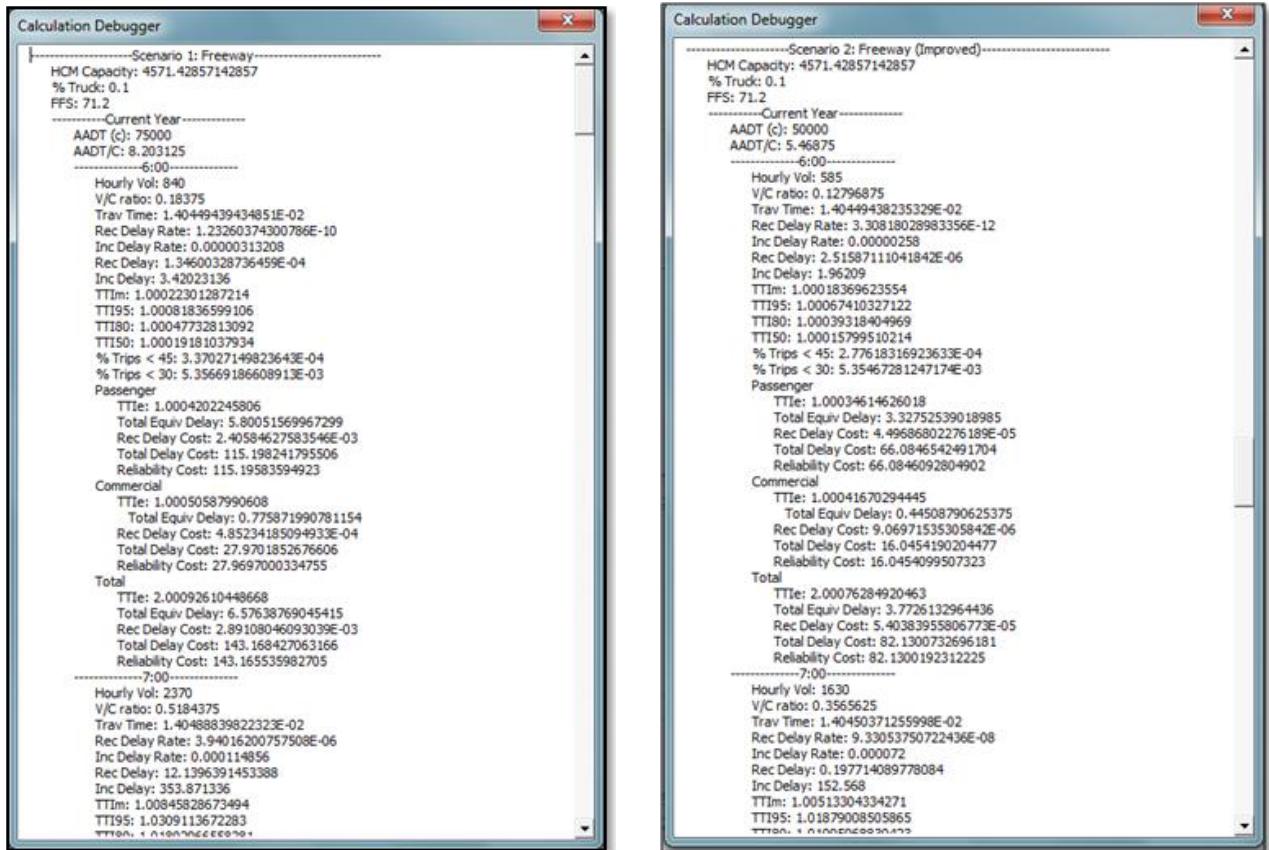 Calculation Debugger
----------------------Scenario 1: Freeway----------------------------
HCM Capacity: 4571.42857142857
% Truck: 0.1
FFS: 71.2
-----------Current Year-------------
AADT (c): 75000
AADT/C: 8.203125
--------------6:00--------------
Hourly Vol: 840
V/C ratio: 0.18375
Trav Time: 1.40449439434851E-02
Rec Delay Rate: 1.23260374300786E-10
Inc Delay Rate: 0.00000313208
Rec Delay: 1.34600328736459E-04
Inc Delay: 3.42023136
TTIm: 1.00022301287214
TTI95: 1.00081836599106
TTI80: 1.00047732813092
TTI50: 1.00019181037934
% Trips < 45: 3.37027149823643E-04
% Trips < 30: 5.35669186608913E-03
Passenger
TTIe: 1.0004202245806
Total Equiv Delay: 5.80051569967299
Rec Delay Cost: 2.40584627583546E-03
Total Delay Cost: 115.198241795506
Reliability Cost: 115.19583594923
Commercial
TTIe: 1.00050587990608
Total Equiv Delay: 0.775871990781154
Rec Delay Cost: 4.85234185094933E-04
Total Delay Cost: 27.9701852676606
Reliability Cost: 27.9697000334755
Total
TTIe: 2.00092610448668
Total Equiv Delay: 6.57638769045415
Rec Delay Cost: 2.89108046093039E-03
Total Delay Cost: 143.168427063166
Reliability Cost: 143.165535982705
--------------7:00--------------
Hourly Vol: 2370
V/C ratio: 0.5184375
Trav Time: 1.40488839822323E-02
Rec Delay Rate: 3.94016200757508E-06
Inc Delay Rate: 0.000114856
Rec Delay: 12.1396391453388
Inc Delay: 353.871336
TTIm: 1.00845828673494
TTI95: 1.0309113672283
Calculation Debugger
----------------------Scenario 2: Freeway (Improved)----------------------------
HCM Capacity: 4571.42857142857
% Truck: 0.1
FFS: 71.2
-----------Current Year-------------
AADT (c): 50000
AADT/C: 5.46875
--------------6:00--------------
Hourly Vol: 585
V/C ratio: 0.12796875
Trav Time: 1.40449438235329E-02
Rec Delay Rate: 3.30818028983356E-12
Inc Delay Rate: 0.00000258
Rec Delay: 2.51587111041842E-06
Inc Delay: 1.96209
TTIm: 1.00018369623554
TTI95: 1.00067410327122
TTI80: 1.00039318404969
TTI50: 1.00015799510214
% Trips < 45: 2.77618316923633E-04
% Trips < 30: 5.35467281247174E-03
Passenger
TTIe: 1.00034614626018
Total Equiv Delay: 3.32752539018985
Rec Delay Cost: 4.49686802276189E-05
Total Delay Cost: 66.0846542491704
Reliability Cost: 66.0846092804902
Commercial
TTIe: 1.00041670294445
Total Equiv Delay: 0.44508790625375
Rec Delay Cost: 9.06971535305842E-06
Total Delay Cost: 16.0454190204477
Reliability Cost: 16.0454099507323
Total
TTIe: 2.00076284920463
Total Equiv Delay: 3.7726132964436
Rec Delay Cost: 5.40383955806773E-05
Total Delay Cost: 82.1300732696181
Reliability Cost: 82.1300192312225
--------------7:00--------------
Hourly Vol: 1630
V/C ratio: 0.3565625
Trav Time: 1.40450371255998E-02
Rec Delay Rate: 9.33053750722436E-08
Inc Delay Rate: 0.000072
Rec Delay: 0.197714089778084
Inc Delay: 152.568
TTIm: 1.00513304334271
TTI95: 1.01879008505865